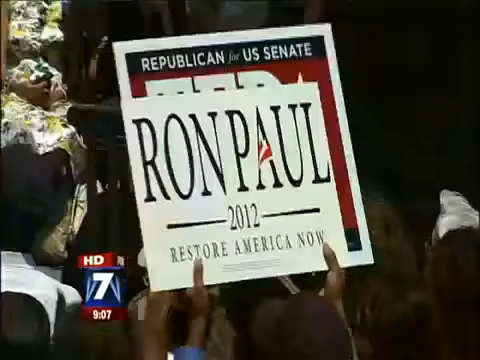 REPUBLICAN for US SENATE
RON PAUL
2012
RESTORE AMERICA NOW
HD
7
9:07